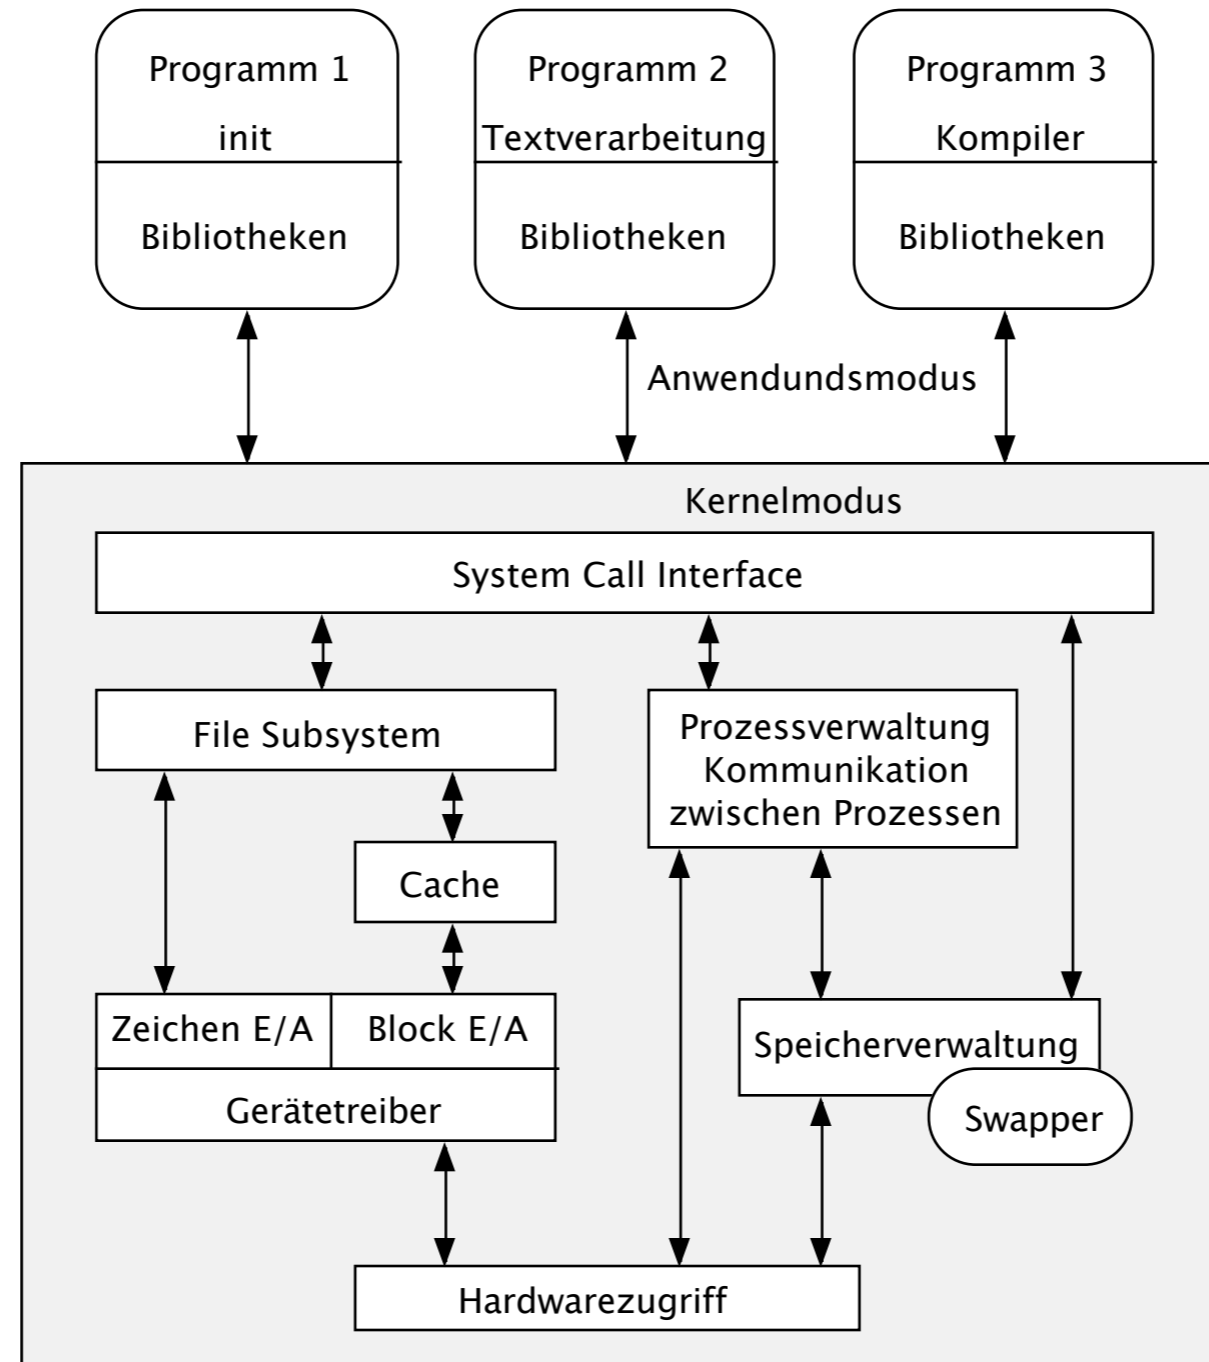 Programm 1
init
Bibliotheken
Programm 2
Textverarbeitung
Bibliotheken
Programm 3
Kompiler
Bibliotheken
Anwendundsmodus
Kernelmodus
System Call Interface
File Subsystem
Prozessverwaltung
Kommunikation
zwischen Prozessen
Cache
Zeichen E/A
Block E/A
Gerätetreiber
Speicherverwaltung
Swapper
Hardwarezugriff